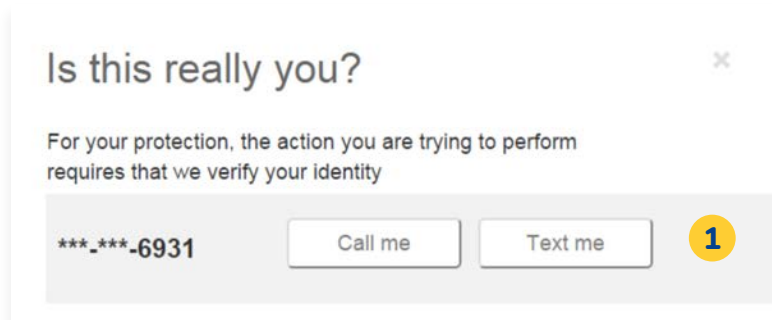 Is this really you?
×
For your protection, the action you are trying to perform
requires that we verify your identity
***-***-6931 Call me Text me 1